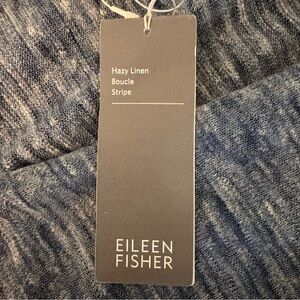 Hazy Linen
Boucle
Stripe
EILEEN
FISHER